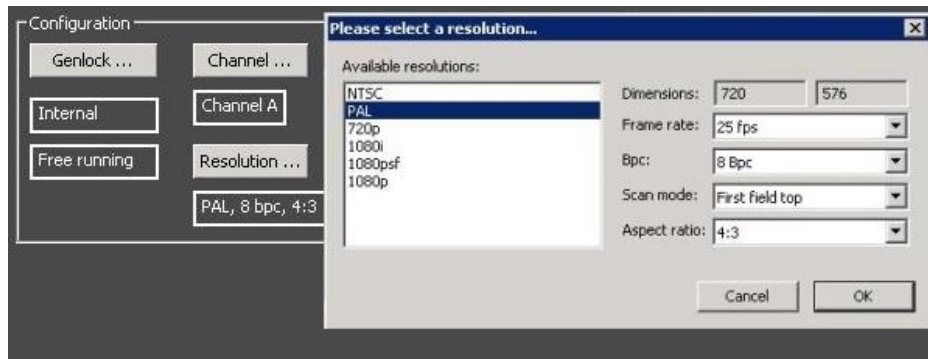 Configuration
Genlock ...
Channel ...
Internal
Channel A
Free running
Resolution ...
PAL, 8 bpc, 4:3
Please select a resolution...
Available resolutions:
NTSC
PAL
720p
1080i
1080psf
1080p
Dimensions: 720 576
Frame rate: 25 fps
Bpc: 8 Bpc
Scan mode: First field top
Aspect ratio: 4:3
Cancel
OK